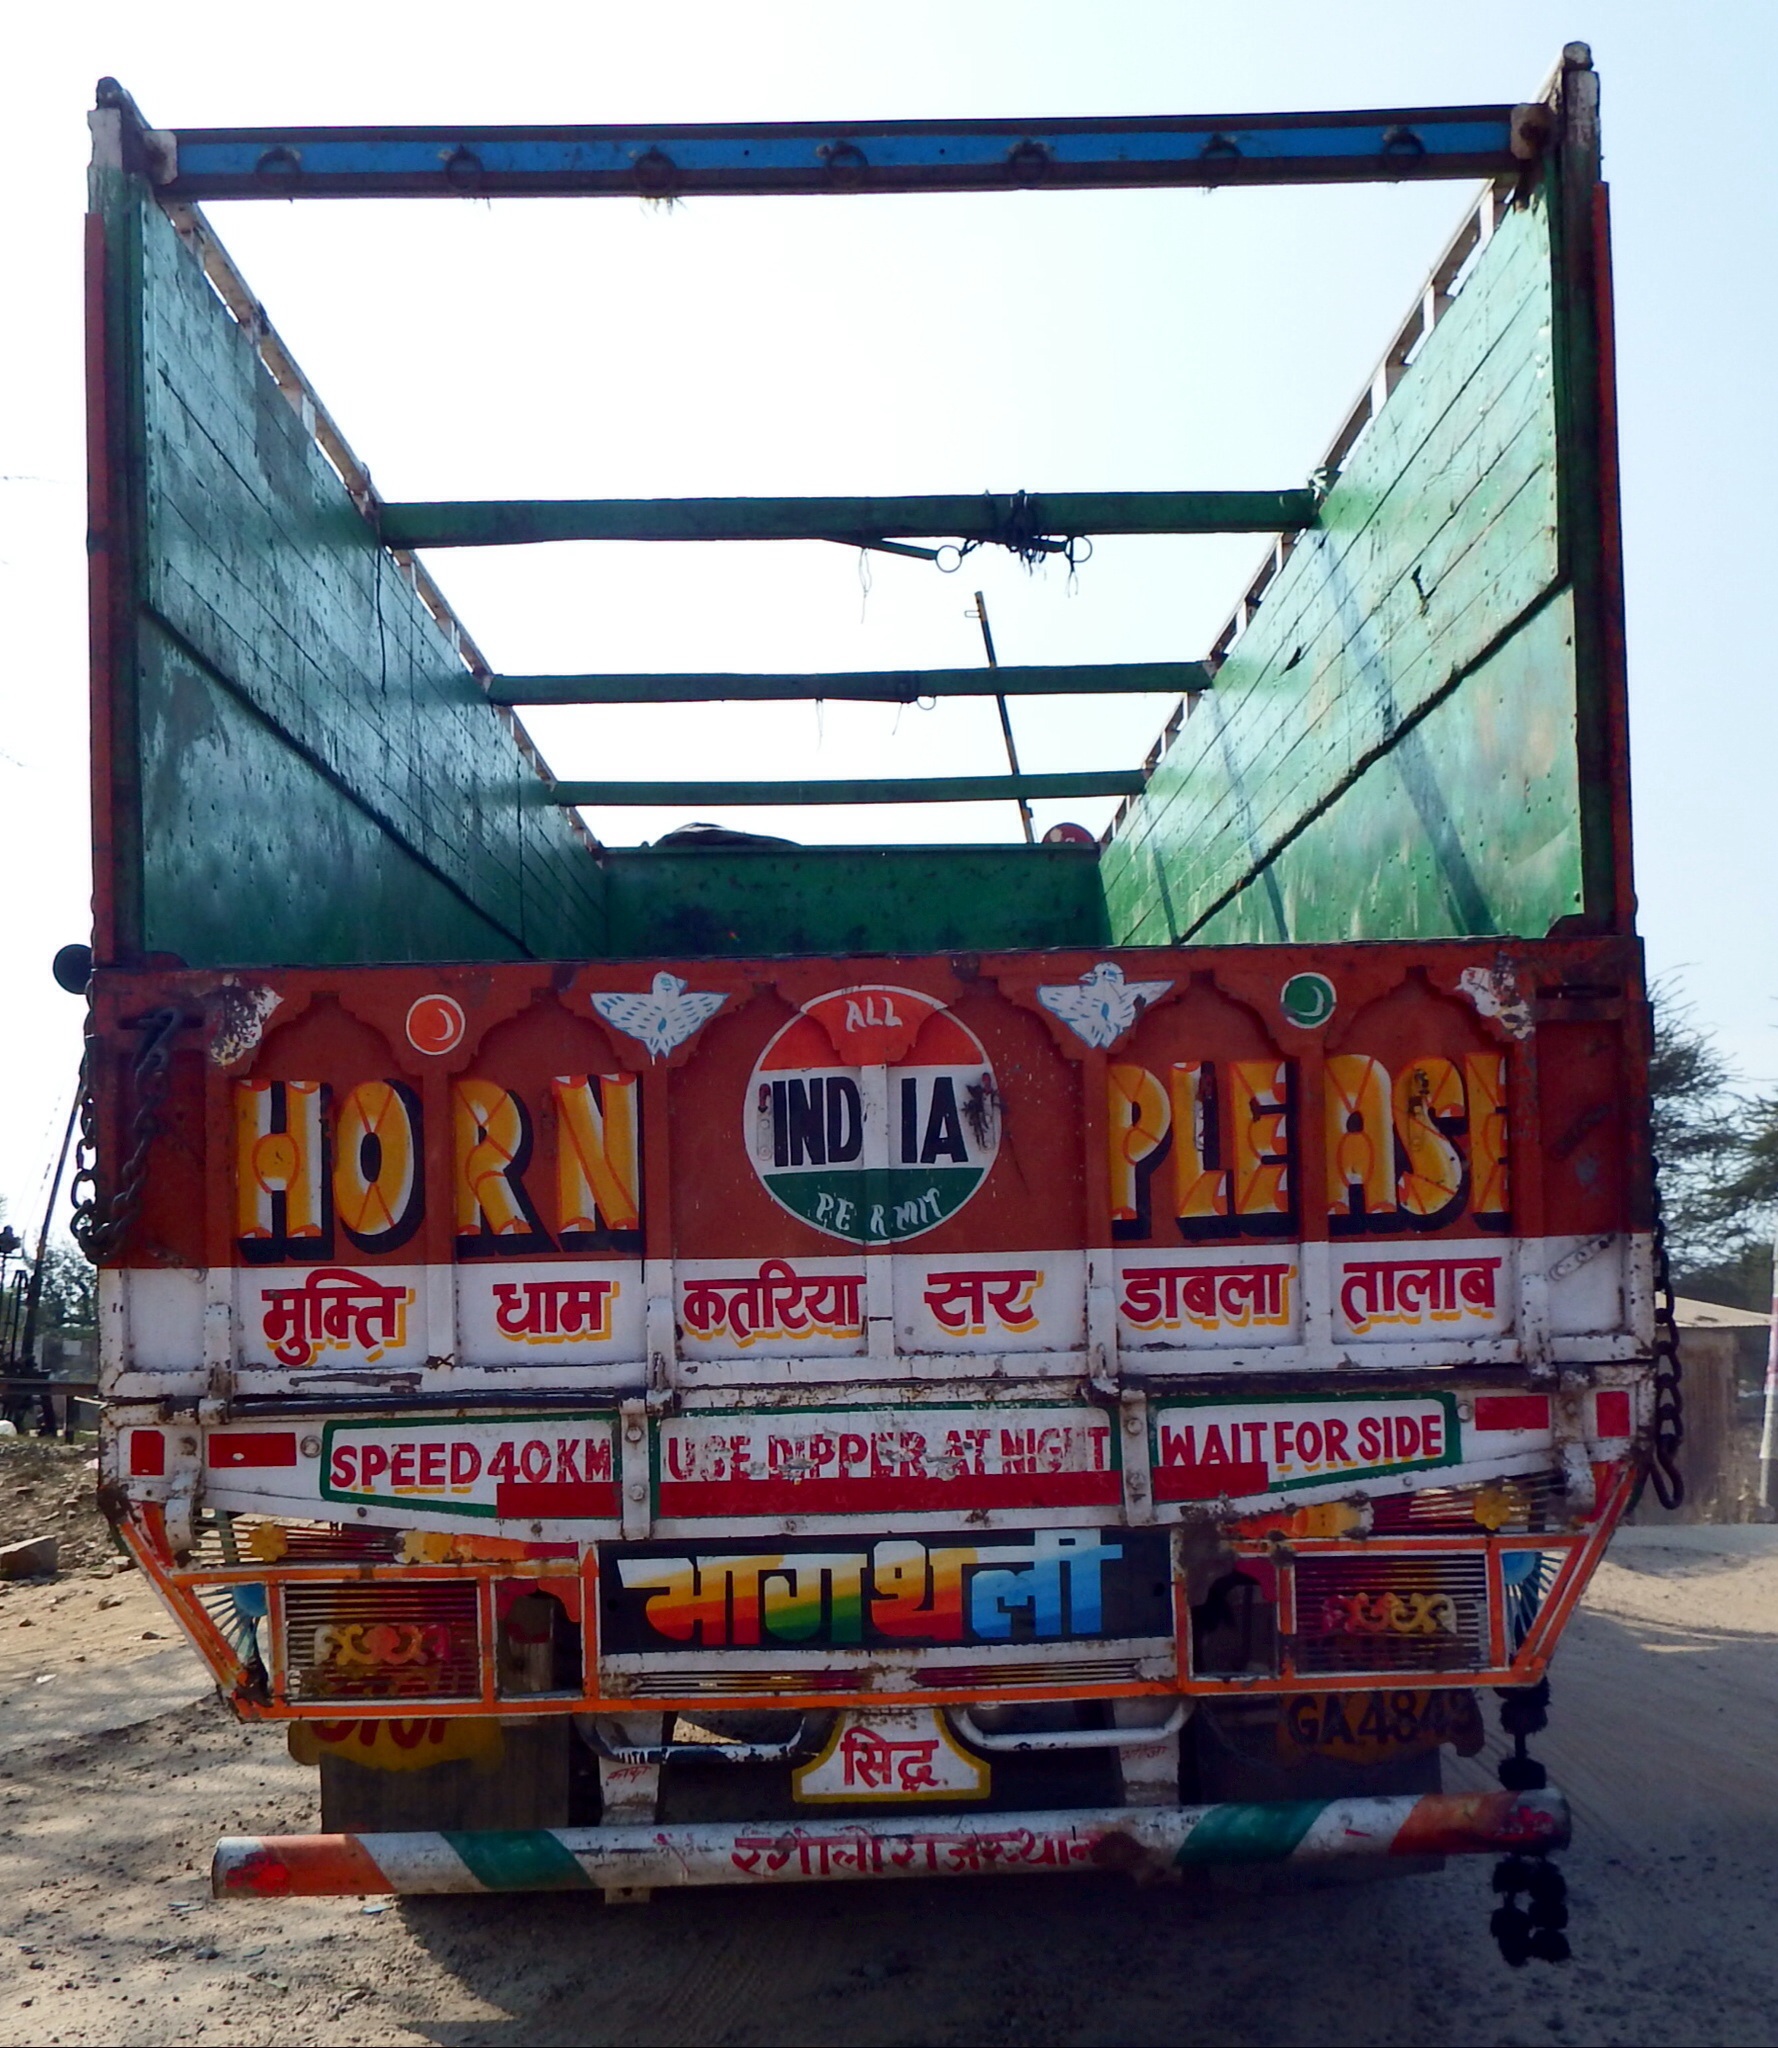 ALL
HORN INDIA PLEASE
PERMIT
मुक्ति धाम कतरिया सर डाबला तालाब
SPEED 40KM USE DIPPER AT NIGHT WAIT FOR SIDE
भागथली
GA4849
सिद्व
रंगोली राजस्थान